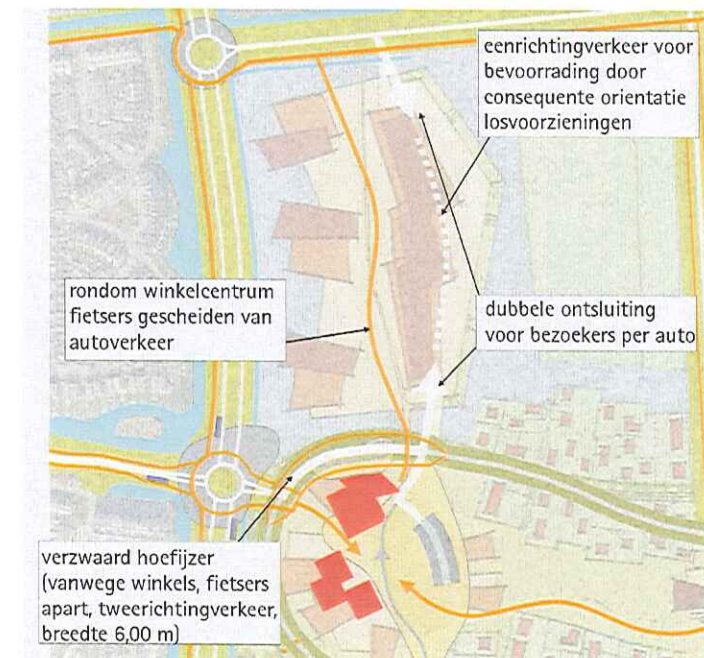 eenrichtingverkeer voor
bevoorrading door
consequente orientatie
losvoorzieningen
rondom winkelcentrum
fietsers gescheiden van
autoverkeer
dubbele ontsluiting
voor bezoekers per auto
verzwaard hoefijzer
(vanwege winkels, fietsers
apart, tweerichtingverkeer,
breedte 6,00 m)